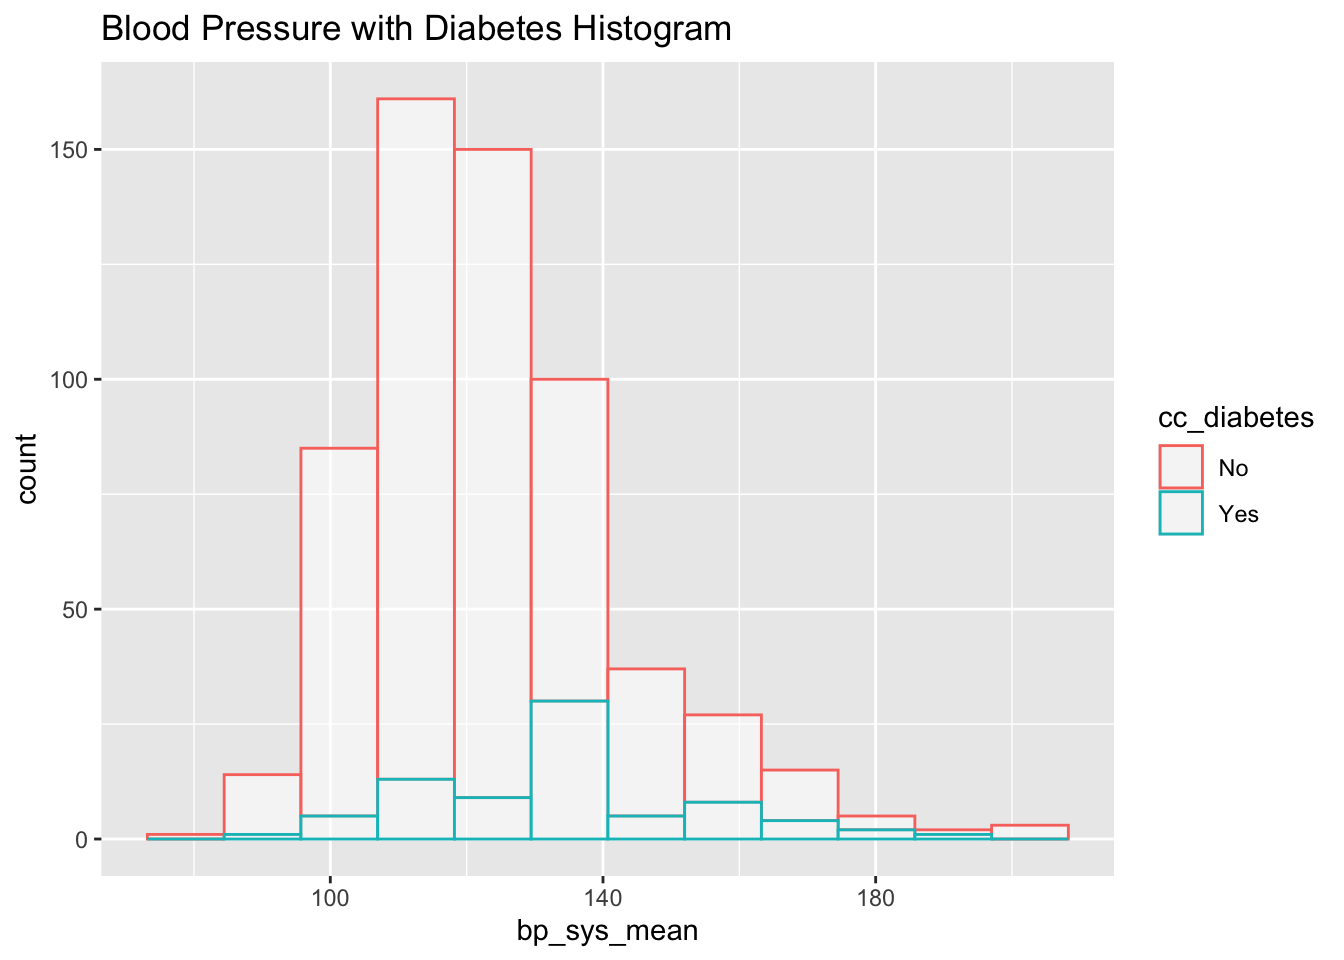 Blood Pressure with Diabetes Histogram
150
100
50
0
count
100 140 180
bp_sys_mean
cc_diabetes
No
Yes